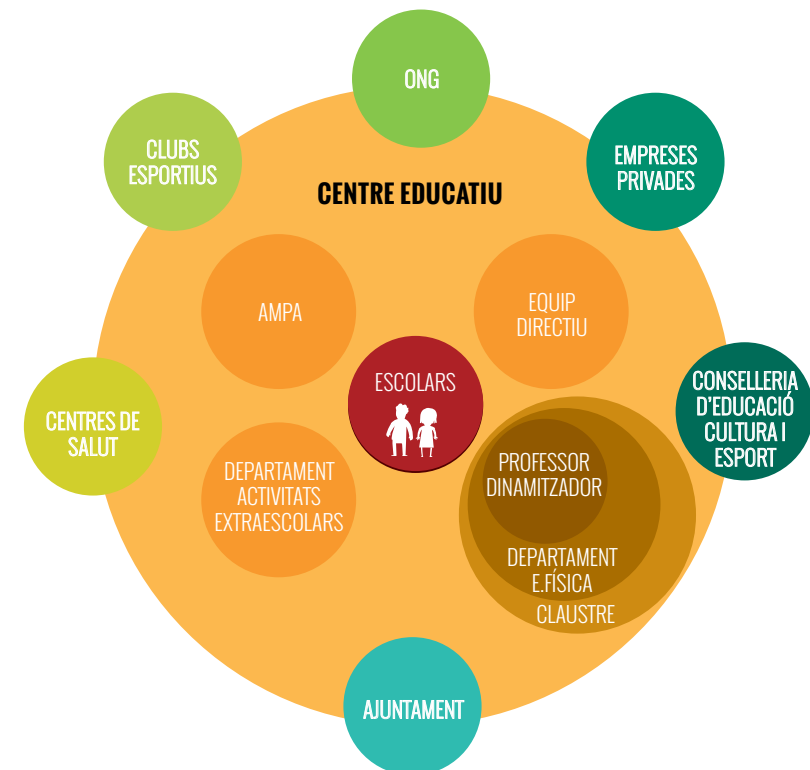 ONG
CLUBS
ESPORTIUS
EMPRESES
PRIVADES
CENTRE EDUCATIU
AMPA
EQUIP
DIRECTIU
ESCOLARS
CONSELLERIA
D'EDUCACIÓ
CULTURA I
ESPORT
CENTRES DE
SALUT
DEPARTAMENT
ACTIVITATS
EXTRAESCOLARS
PROFESSOR
DINAMITZADOR
DEPARTAMENT
E.FÍSICA
CLAUSTRE
AJUNTAMENT